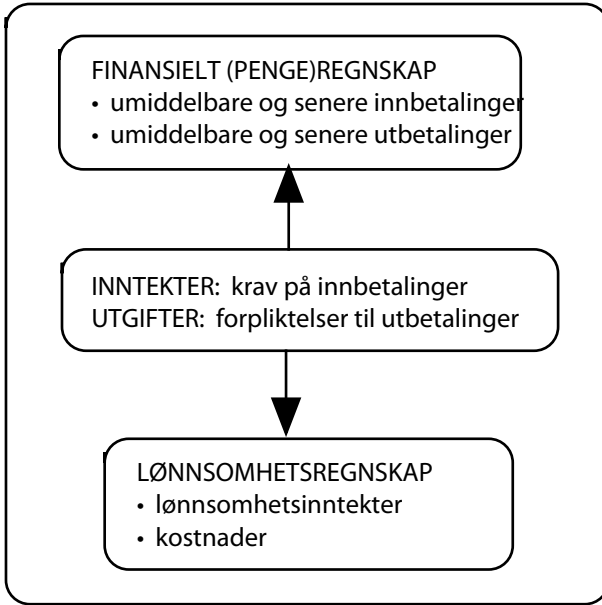 FINANSIELT (PENGE)REGNSKAP
• umiddelbare og senere innbetalinger
• umiddelbare og senere utbetalinger
INNTEKTER: krav på innbetalinger
UTGIFTER: forpliktelser til utbetalinger
LØNNSOMHETSREGNSKAP
• lønnsomhetsinntekter
• kostnader